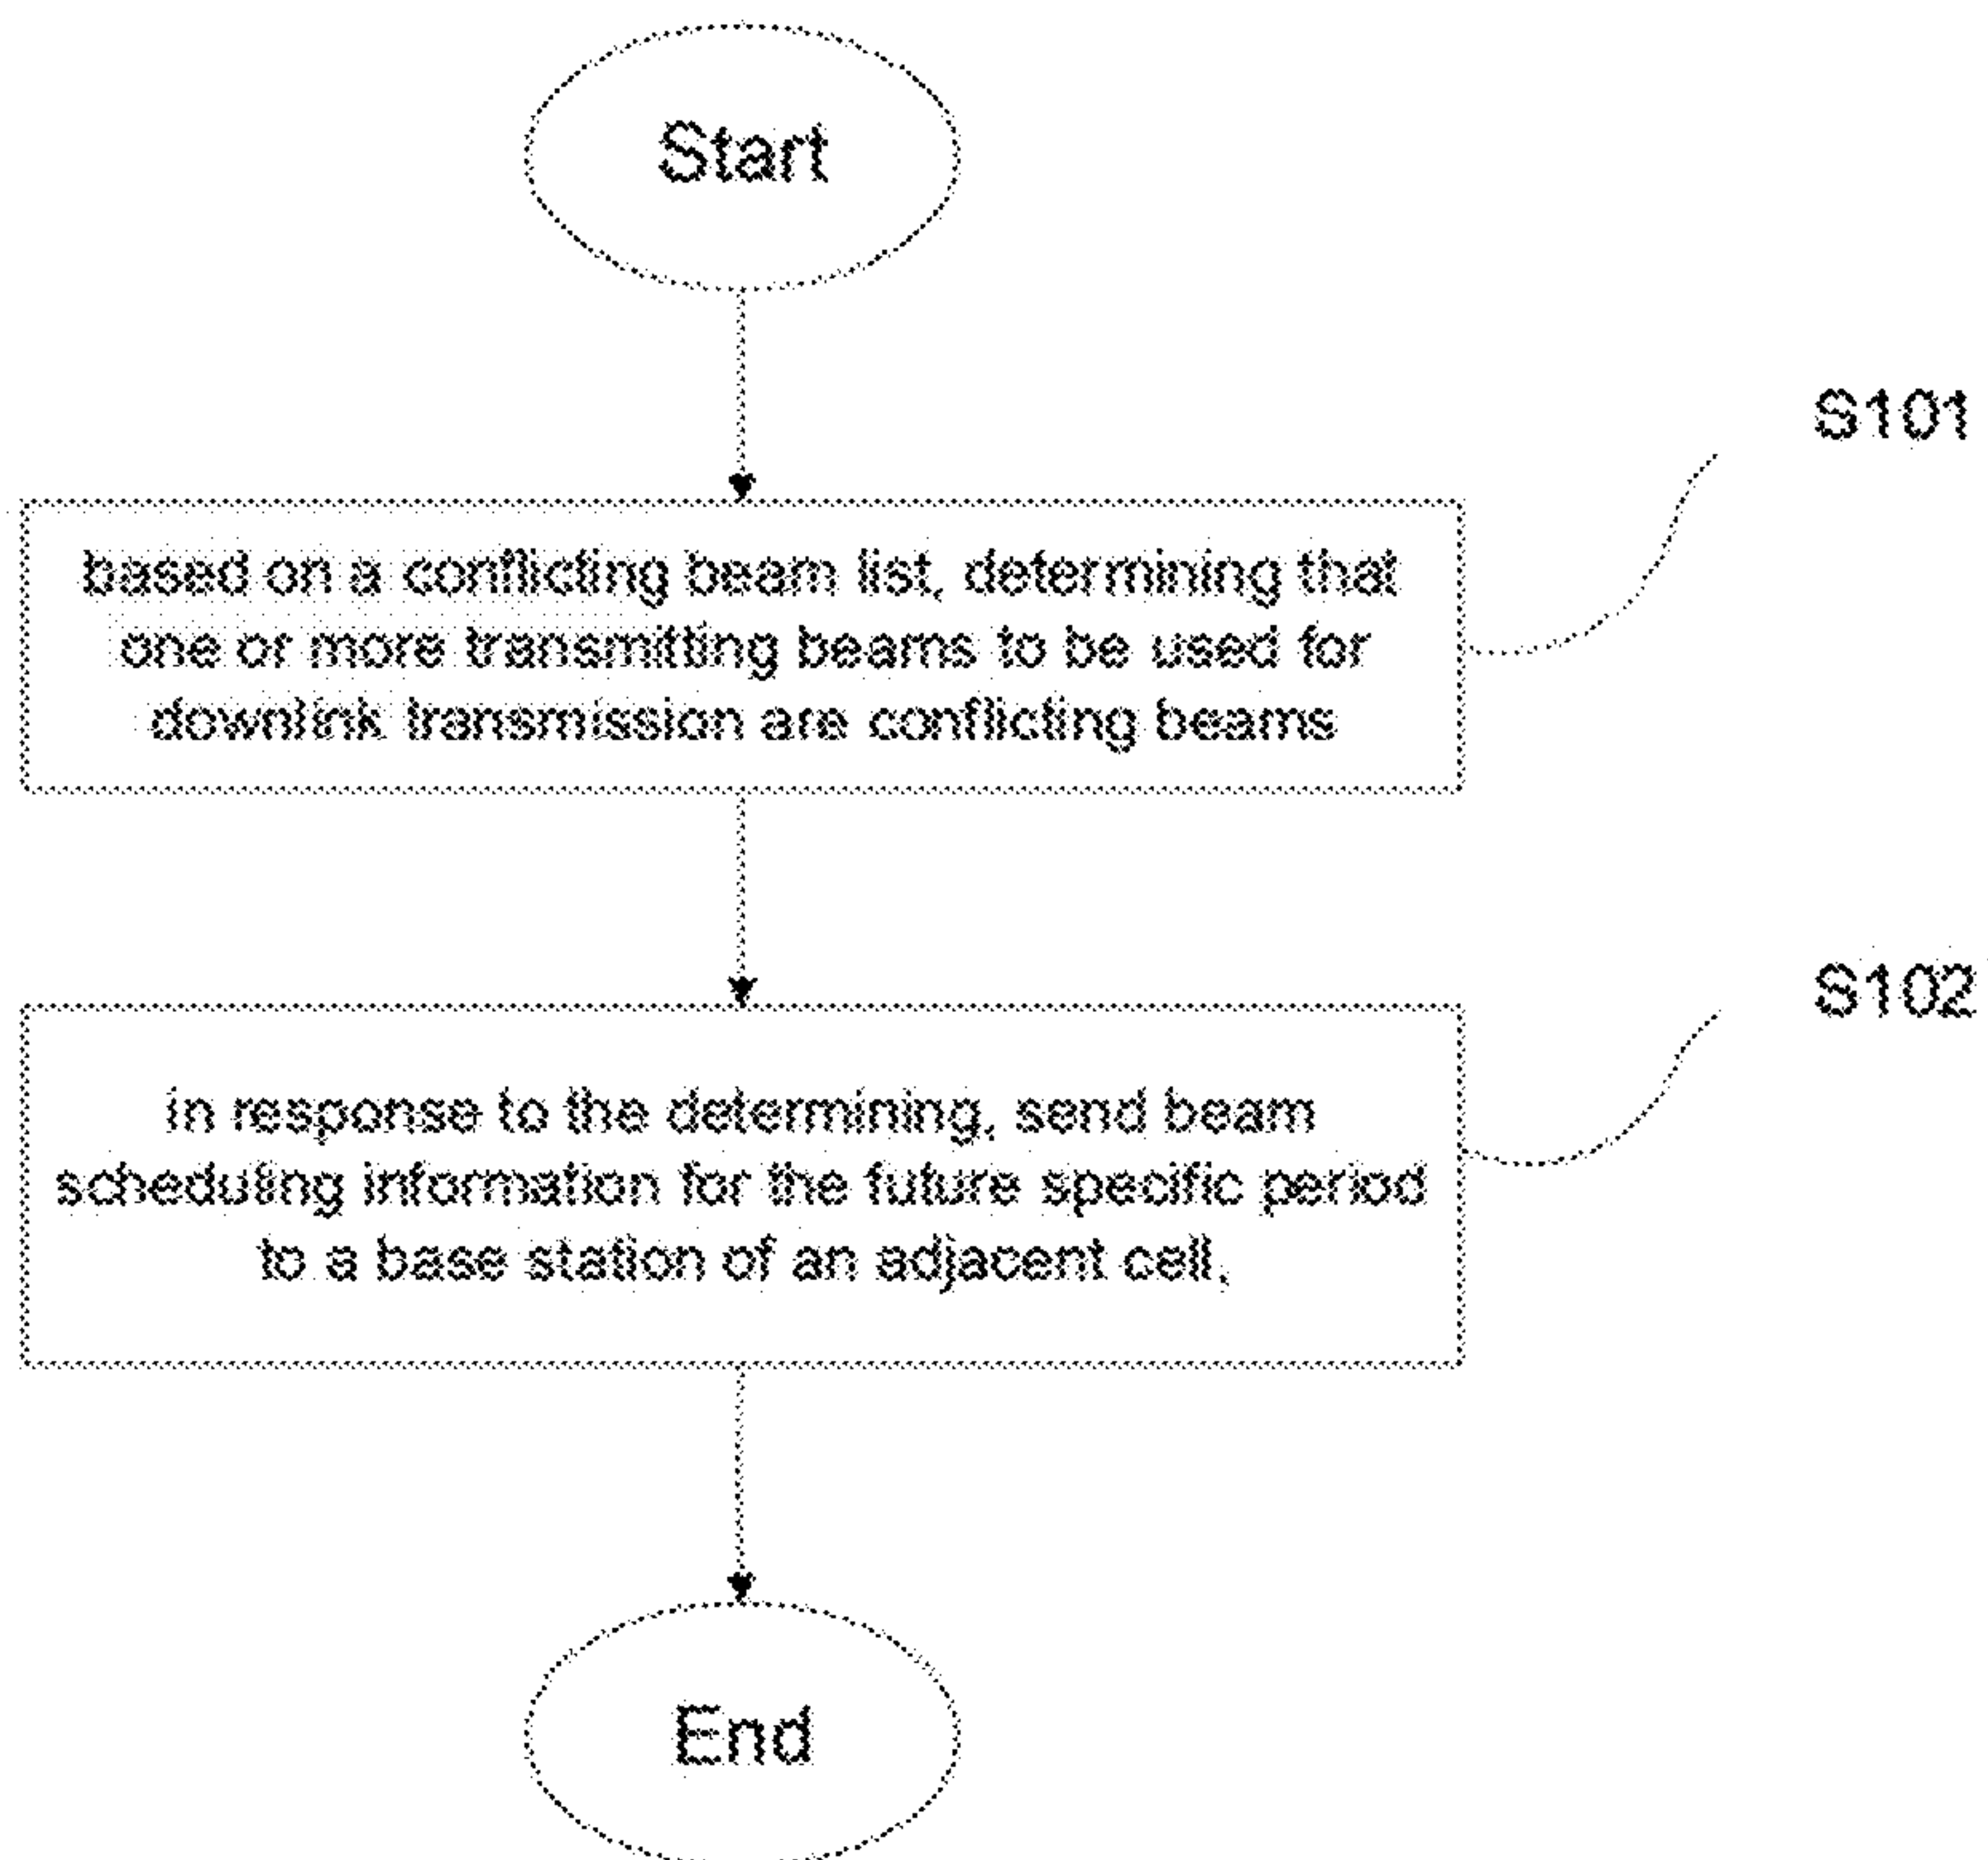 Start
S101
based on a conflicting beam list, determining that
one or more transmitting beams to be used for
downlink transmission are conflicting beams
S102
in response to the determining, send beam
scheduling information for the future specific period
to a base station of an adjacent cell,
End